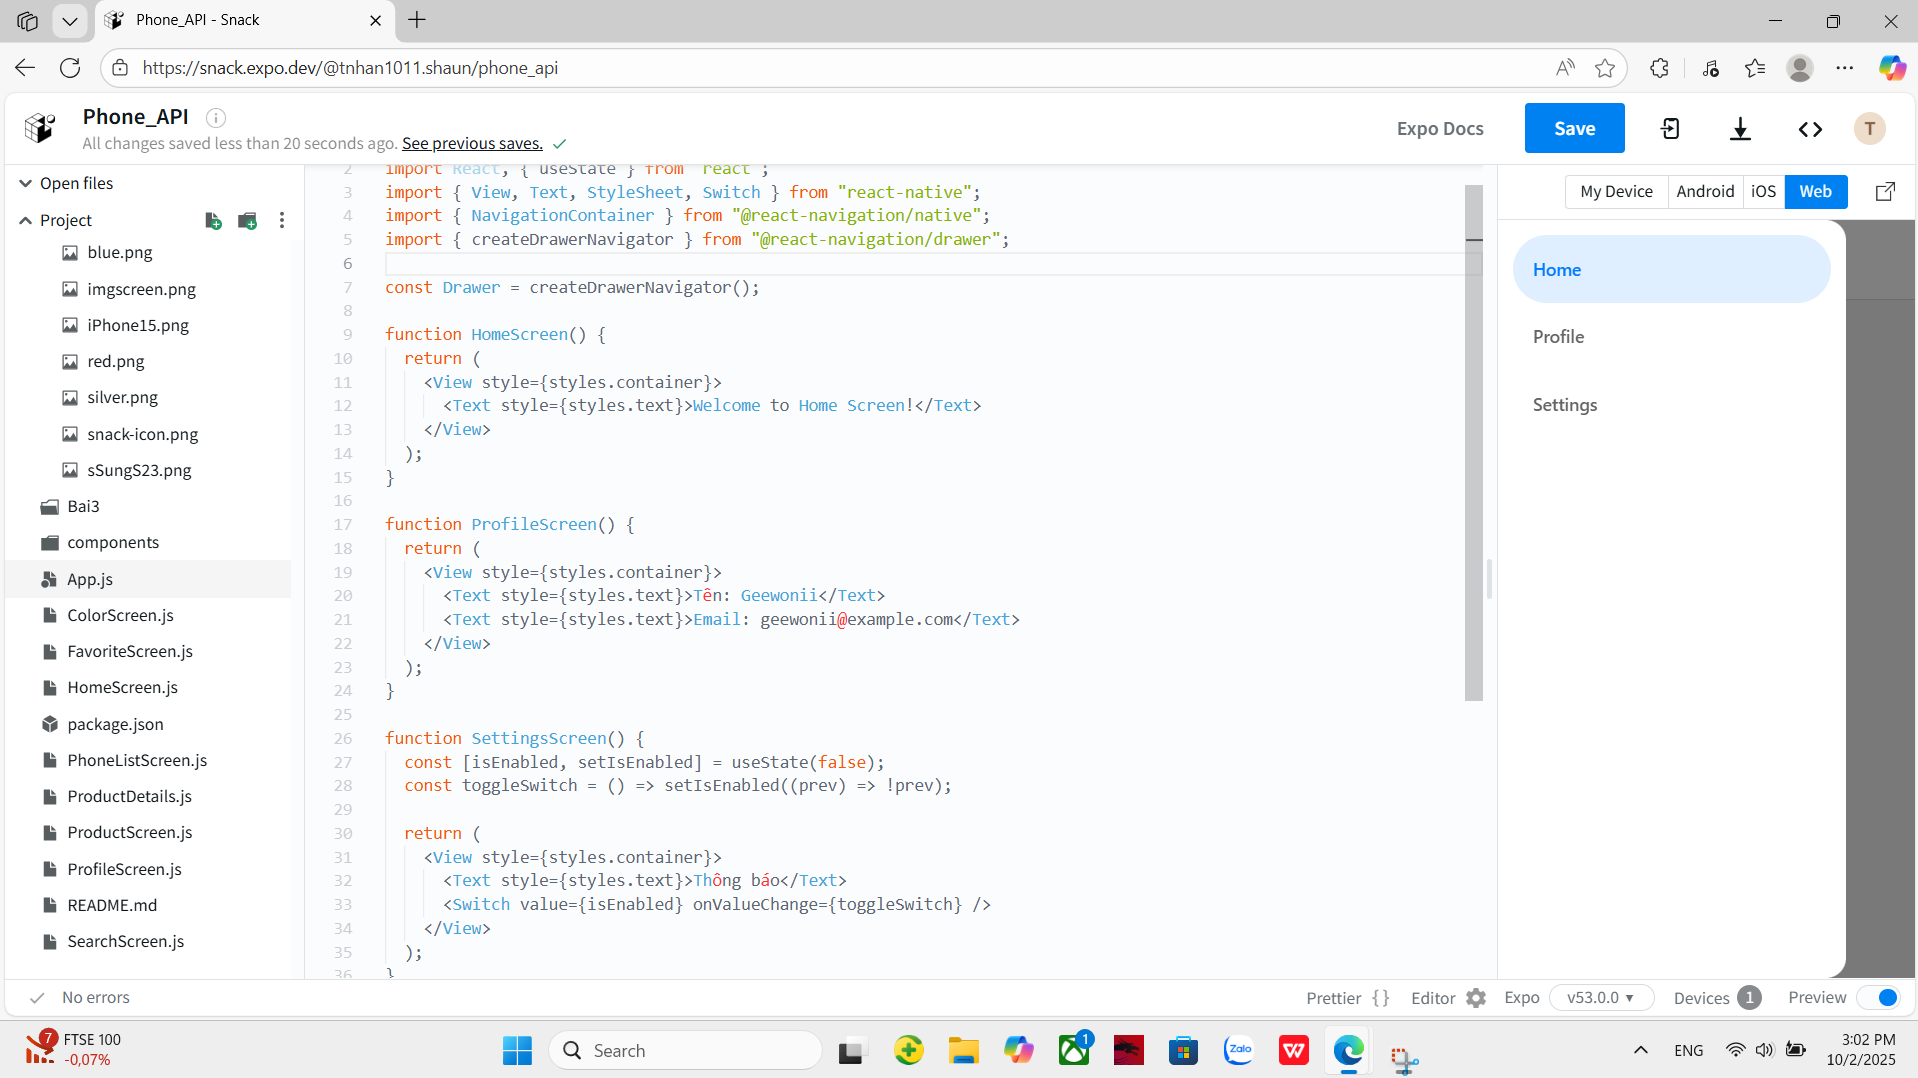 Phone_API - Snack
https://snack.expo.dev/@tnhan1011.shaun/phone_api
Phone_API
All changes saved less than 20 seconds ago. See previous saves.
Expo Docs
Save
T
Open files
Project
blue.png
imgscreen.png
iPhone15.png
red.png
silver.png
snack-icon.png
sSungS23.png
Bai3
components
App.js
ColorScreen.js
FavoriteScreen.js
HomeScreen.js
package.json
PhoneListScreen.js
ProductDetails.js
ProductScreen.js
ProfileScreen.js
README.md
SearchScreen.js
2 import React, { useState } from "react";
3 import { View, Text, StyleSheet, Switch } from "react-native";
4 import { NavigationContainer } from "@react-navigation/native";
5 import { createDrawerNavigator } from "@react-navigation/drawer";
6
7 const Drawer = createDrawerNavigator();
8
9 function HomeScreen() {
10 return (
11 <View style={styles.container}>
12 <Text style={styles.text}>Welcome to Home Screen!</Text>
13 </View>
14 );
15 }
16
17 function ProfileScreen() {
18 return (
19 <View style={styles.container}>
20 <Text style={styles.text}>Tên: Geewonii</Text>
21 <Text style={styles.text}>Email: geewonii@example.com</Text>
22 </View>
23 );
24 }
25
26 function SettingsScreen() {
27 const [isEnabled, setIsEnabled] = useState(false);
28 const toggleSwitch = () => setIsEnabled((prev) => !prev);
29
30 return (
31 <View style={styles.container}>
32 <Text style={styles.text}>Thông báo</Text>
33 <Switch value={isEnabled} onValueChange={toggleSwitch} />
34 </View>
35 );
36 }
My Device Android iOS Web
Home
Profile
Settings
No errors
Prettier {} Editor Expo v53.0.0 Devices 1 Preview
7
FTSE 100
-0,07%
Search
1
Zalo
W
ENG
3:02 PM
10/2/2025